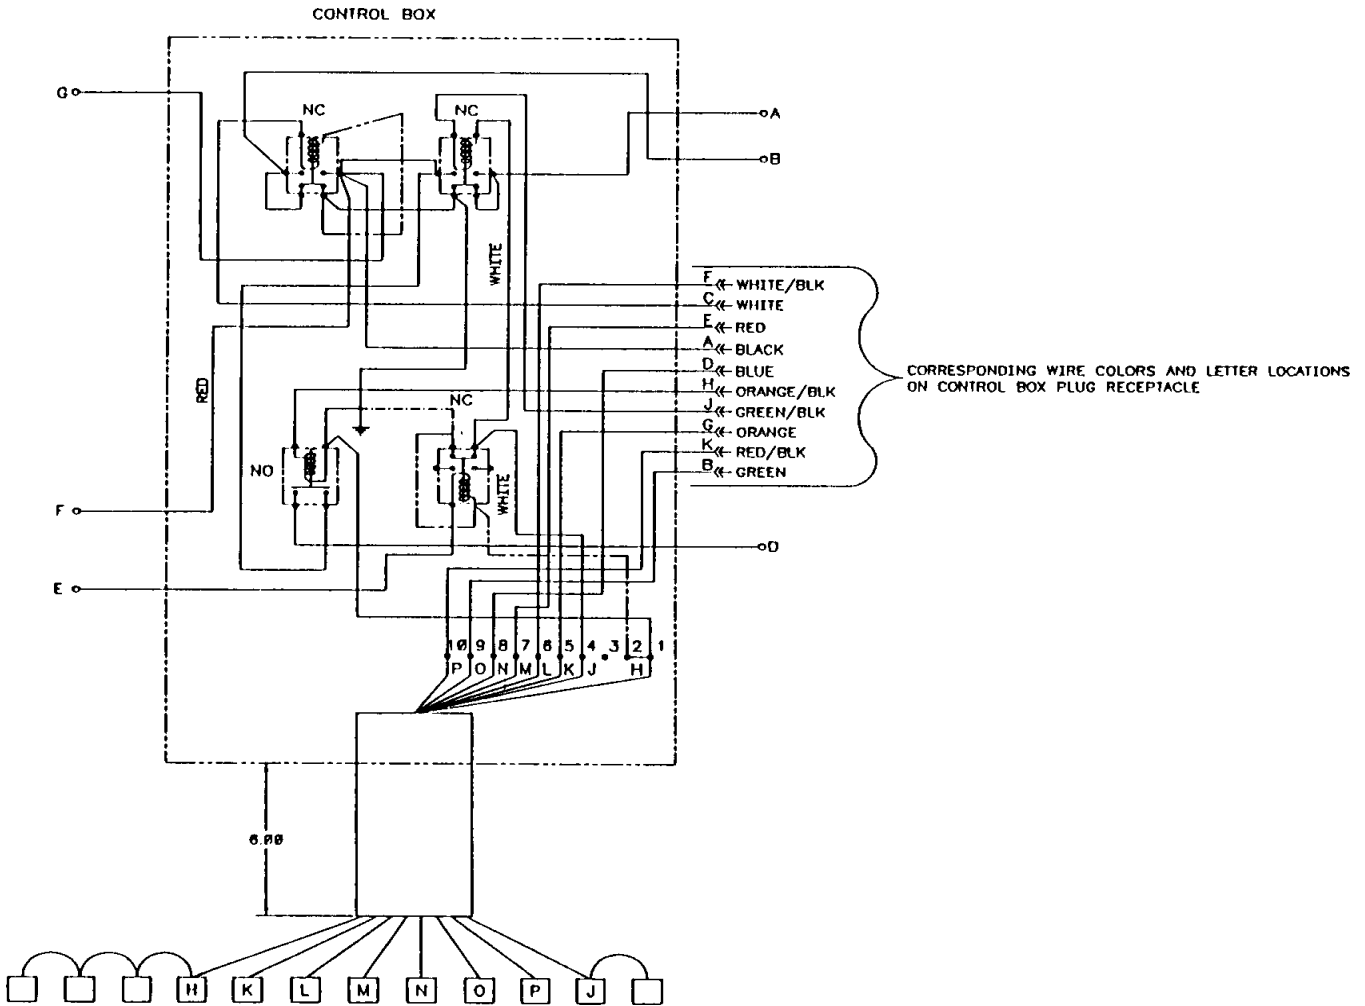 CONTROL BOX
G
NC
NC
A
B
WHITE
F WHITE/BLK
C WHITE
E RED
A BLACK
D BLUE
H ORANGE/BLK
J GREEN/BLK
G ORANGE
K RED/BLK
B GREEN
CORRESPONDING WIRE COLORS AND LETTER LOCATIONS
ON CONTROL BOX PLUG RECEPTACLE
RED
NC
NO
WHITE
F
D
E
10 9 8 7 6 5 4 3 2 1
P O N M L K J H
6.00
H K L M N O P J